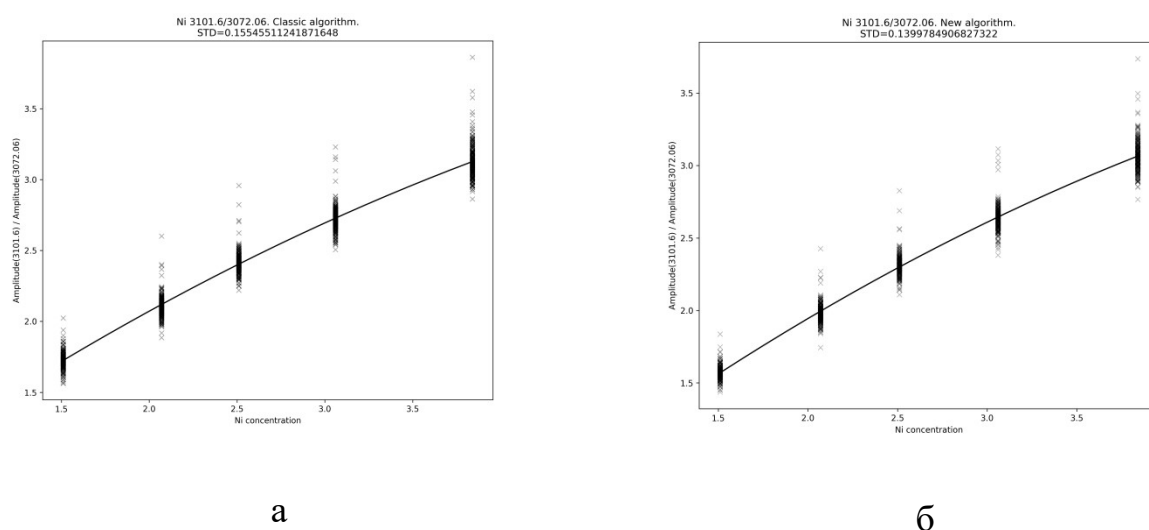 Ni 3101.6/3072.06. Classic algorithm.
STD=0.15545511241871648
Amplitude(3101.6) / Amplitude(3072.06)
3.5
3.0
2.5
2.0
1.5
1.5 2.0 2.5 3.0 3.5
Ni concentration
а
Ni 3101.6/3072.06. New algorithm.
STD=0.1399784906827322
Amplitude(3101.6) / Amplitude(3072.06)
3.5
3.0
2.5
2.0
1.5
1.5 2.0 2.5 3.0 3.5
Ni concentration
б